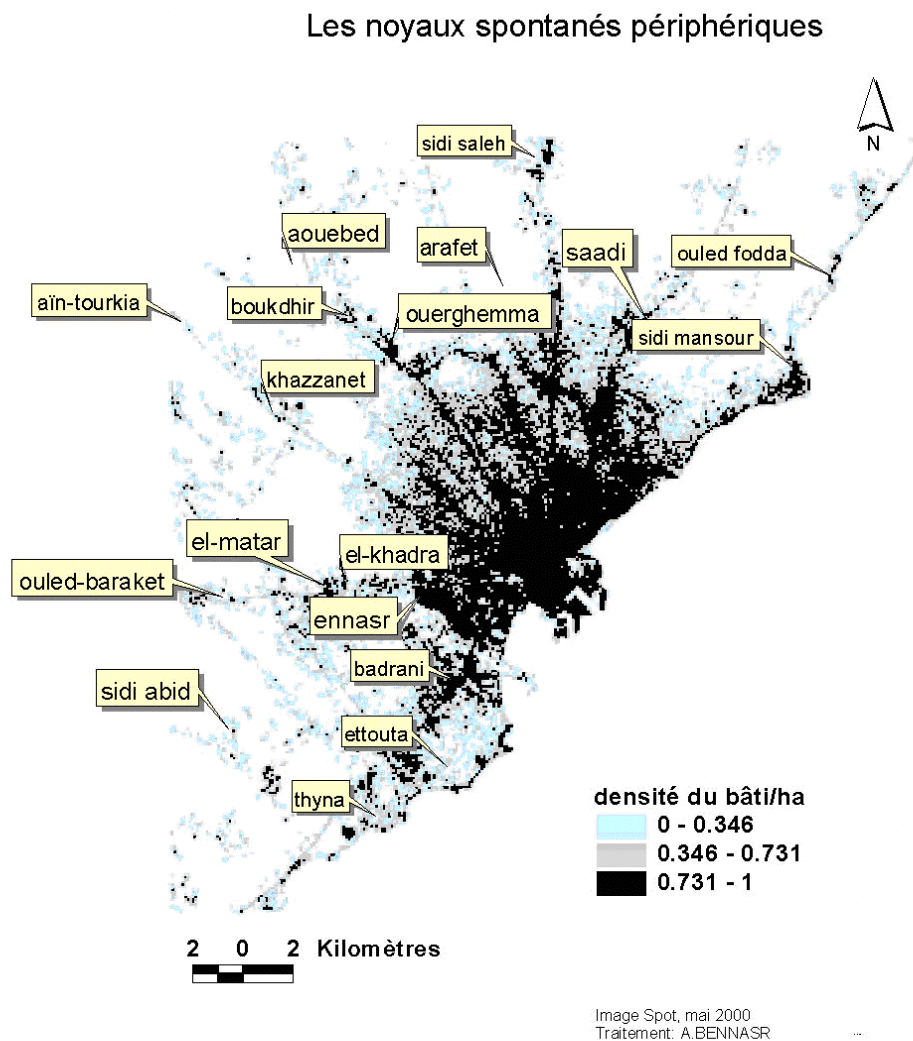 Les noyaux spontanés périphériques
N
sidi saleh
aouebed
arafet
saadi
ouled fodda
aïn-tourkia
boukdhir
ouerghemma
sidi mansour
khazzanet
el-matar
el-khadra
ouled-baraket
ennasr
badrani
sidi abid
ettouta
thyna
densité du bâti/ha
0 - 0.346
0.346 - 0.731
0.731 - 1
2 0 2 Kilomètres
Image Spot, mai 2000
Traitement: A.BENNASR ...